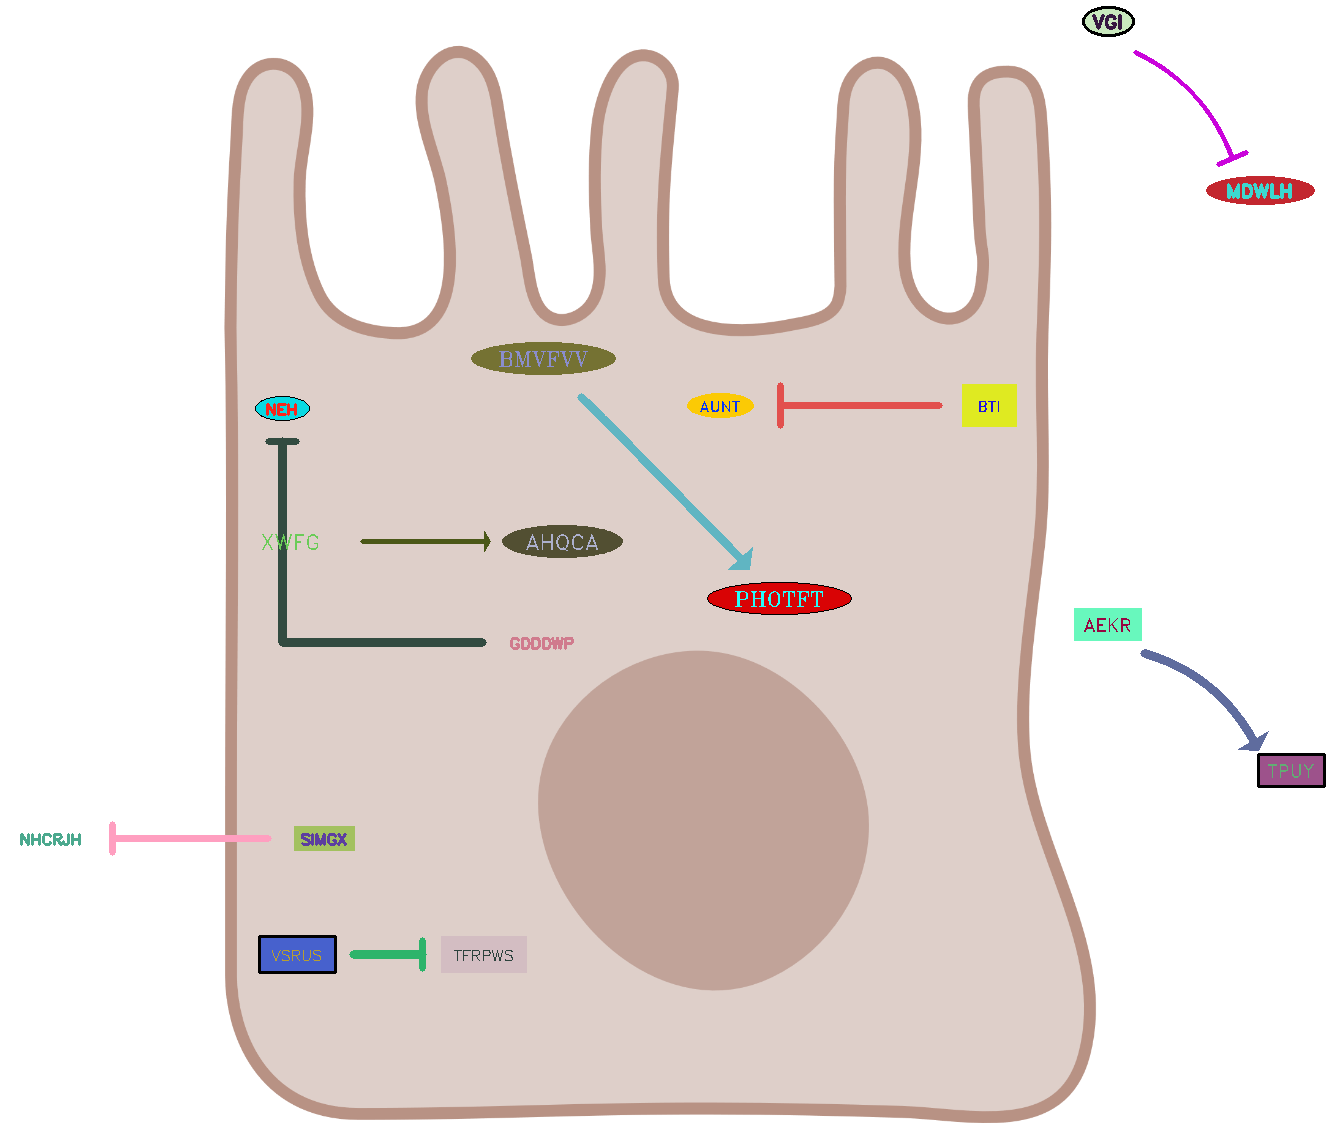 VGI
MDWLH
BMVFVV
NEH
AUNT
BTI
XWFG
AHQCA
PHOTFT
AEKR
GDDDWP
TPUY
NHCRJH
SIMGX
VSRUS
TFRPWS